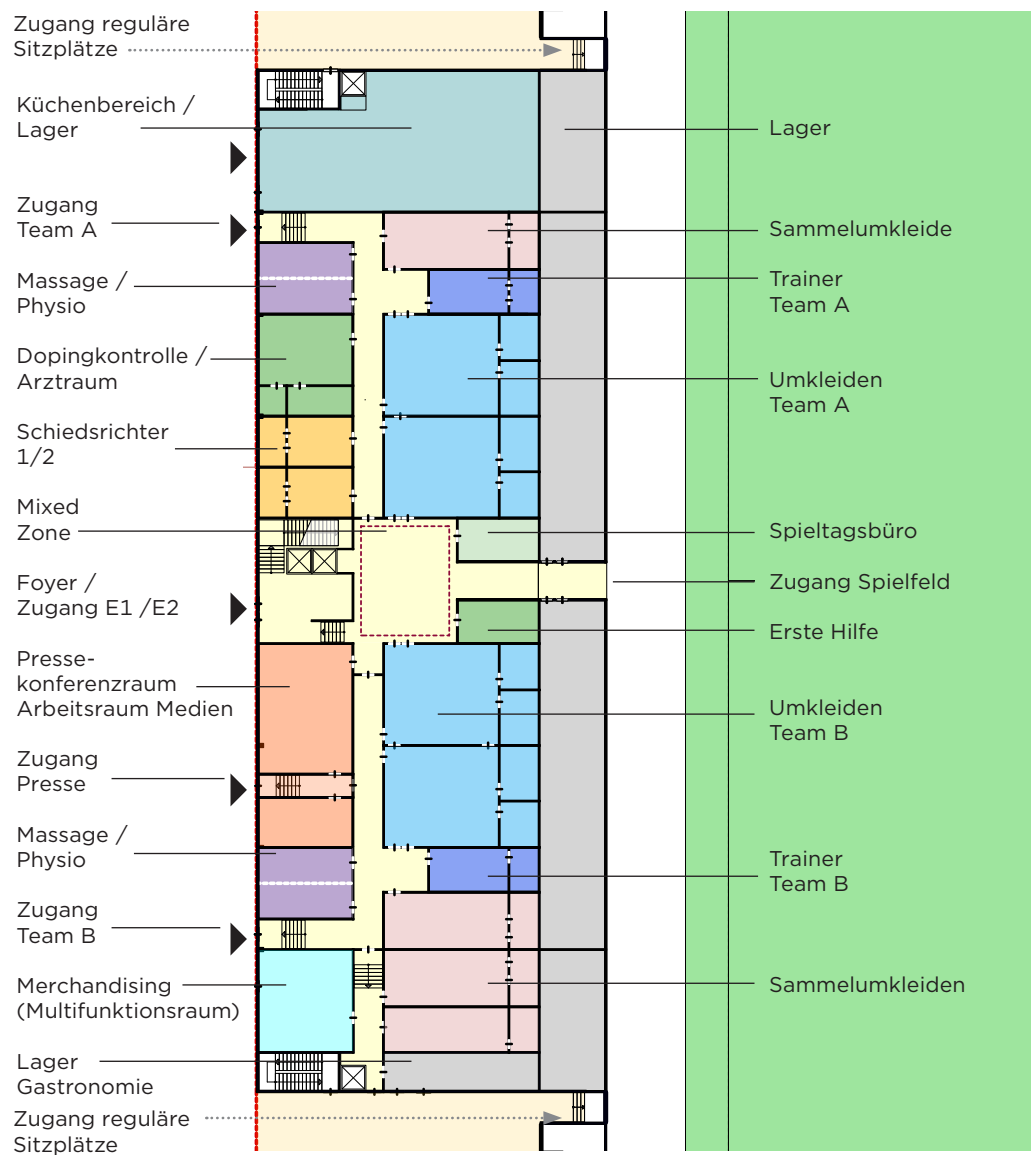 Zugang reguläre
Sitzplätze
Küchenbereich /
Lager
Zugang
Team A
Massage /
Physio
Dopingkontrolle /
Arztraum
Schiedsrichter
1/2
Mixed
Zone
Foyer /
Zugang E1 /E2
Presse-
konferenzraum
Arbeitsraum Medien
Zugang
Presse
Massage /
Physio
Zugang
Team B
Merchandising
(Multifunktionsraum)
Lager
Gastronomie
Zugang reguläre
Sitzplätze
Lager
Sammelumkleide
Trainer
Team A
Umkleiden
Team A
Spieltagsbüro
Zugang Spielfeld
Erste Hilfe
Umkleiden
Team B
Trainer
Team B
Sammelumkleiden